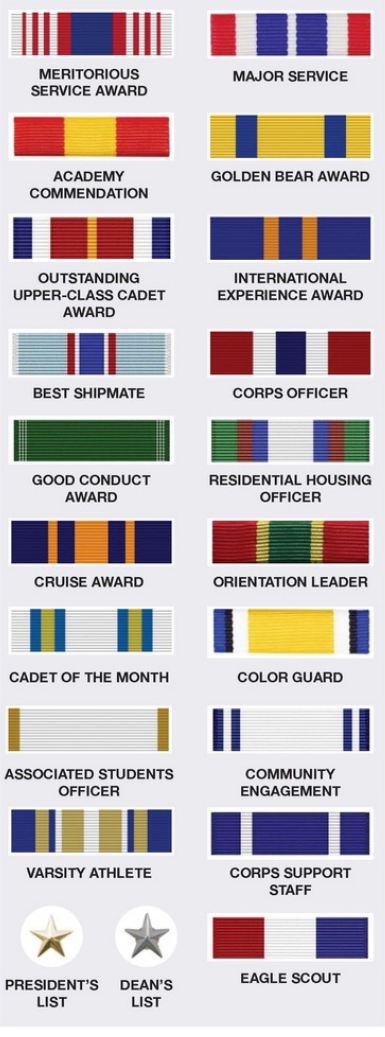 MERITORIOUS
SERVICE AWARD
MAJOR SERVICE
ACADEMY
COMMENDATION
GOLDEN BEAR AWARD
OUTSTANDING
UPPER-CLASS CADET
AWARD
INTERNATIONAL
EXPERIENCE AWARD
BEST SHIPMATE
CORPS OFFICER
GOOD CONDUCT
AWARD
RESIDENTIAL HOUSING
OFFICER
CRUISE AWARD
ORIENTATION LEADER
CADET OF THE MONTH
COLOR GUARD
ASSOCIATED STUDENTS
OFFICER
COMMUNITY
ENGAGEMENT
VARSITY ATHLETE
CORPS SUPPORT
STAFF
PRESIDENT'S
LIST
DEAN'S
LIST
EAGLE SCOUT